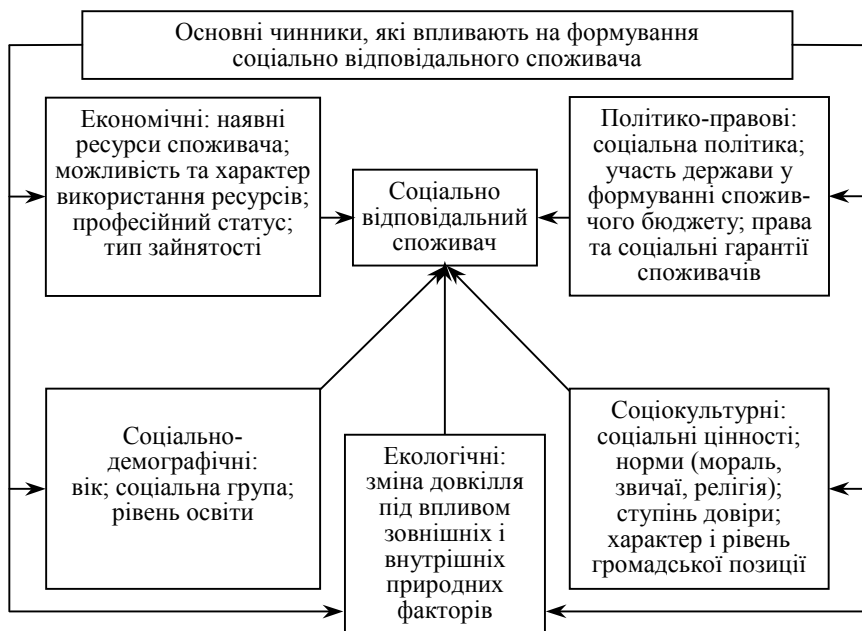 Основні чинники, які впливають на формування
соціально відповідального споживача
Економічні: наявні
ресурси споживача;
можливість та характер
використання ресурсів;
професійний статус;
тип зайнятості
Соціально
відповідальний
споживач
Політико-правові:
соціальна політика;
участь держави у
формуванні спожив-
чого бюджету; права
та соціальні гарантії
споживачів
Соціально-
демографічні:
вік; соціальна група;
рівень освіти
Екологічні:
зміна довкілля
під впливом
зовнішніх і
внутрішніх
природних
факторів
Соціокультурні:
соціальні цінності;
норми (мораль,
звичаї, релігія);
ступінь довіри;
характер і рівень
громадської позиції